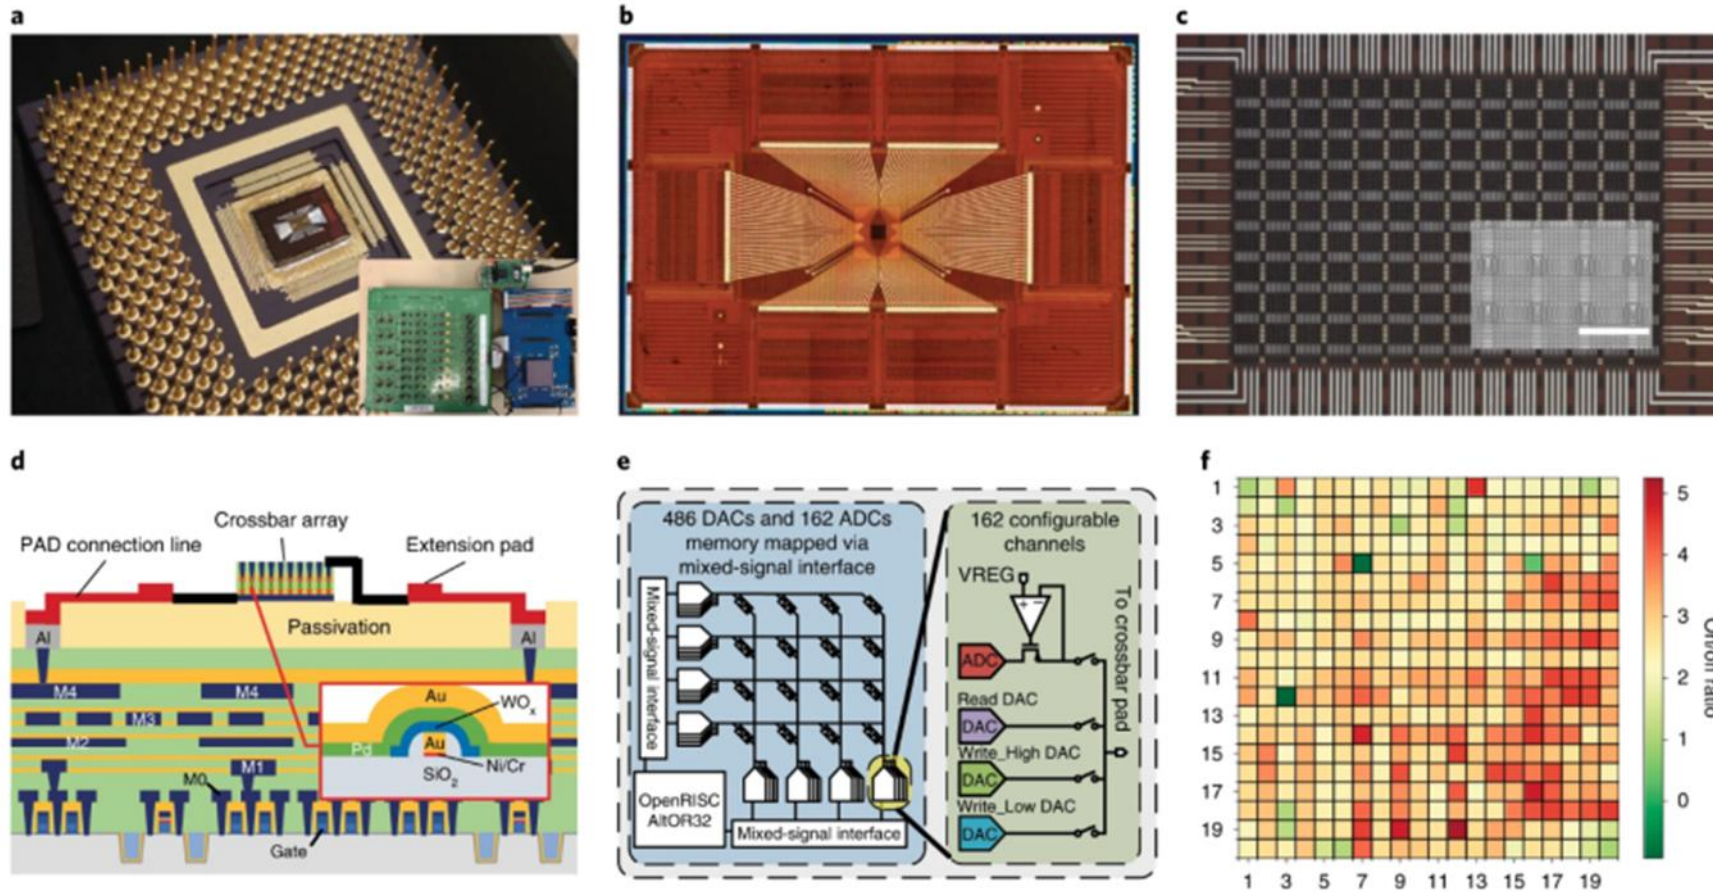 a
b
c
d
Crossbar array
PAD connection line
Extension pad
Passivation
Al
Al
M4
M4
M3
M2
M1
M0
Au
WOx
Pd
Au
Ni/Cr
SiO2
Gate
e
486 DACs and 162 ADCs
memory mapped via
mixed-signal interface
Mixed-signal interface
OpenRISC
AltOR32
Mixed-signal interface
162 configurable
channels
VREG
+ −
ADC
Read DAC
DAC
Write_High DAC
DAC
Write_Low DAC
DAC
To crossbar pad
f
1
3
5
7
9
11
13
15
17
19
1 3 5 7 9 11 13 15 17 19
5
4
3
2
1
0